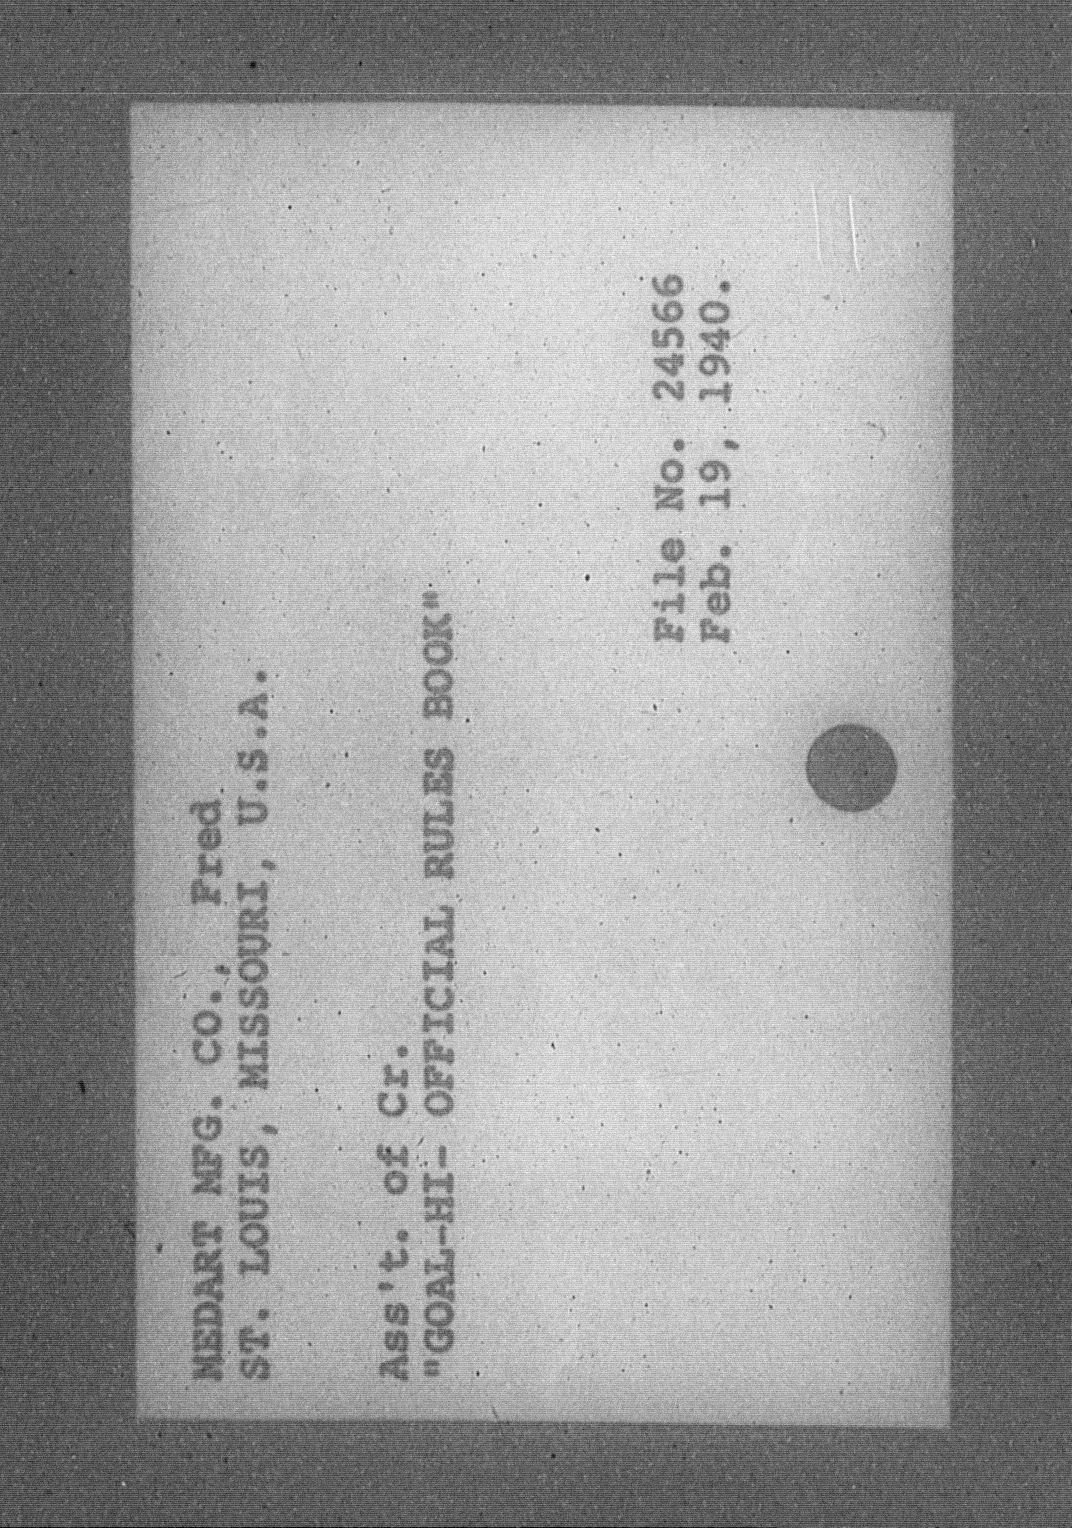 MEDART MFG. CO., Fred
ST. LOUIS, MISSOURI, U.S.A.
Ass't. of Cr.
"GOAL-HI- OFFICIAL RULES BOOK"
File No. 24566
Feb. 19, 1940.